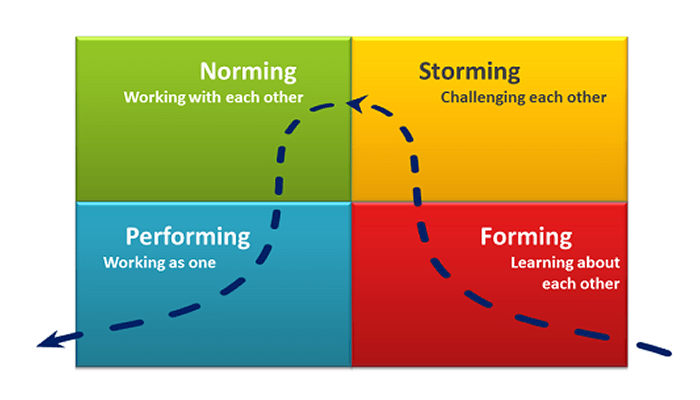 Norming
Working with each other
Storming
Challenging each other
Performing
Working as one
Forming
Learning about
each other